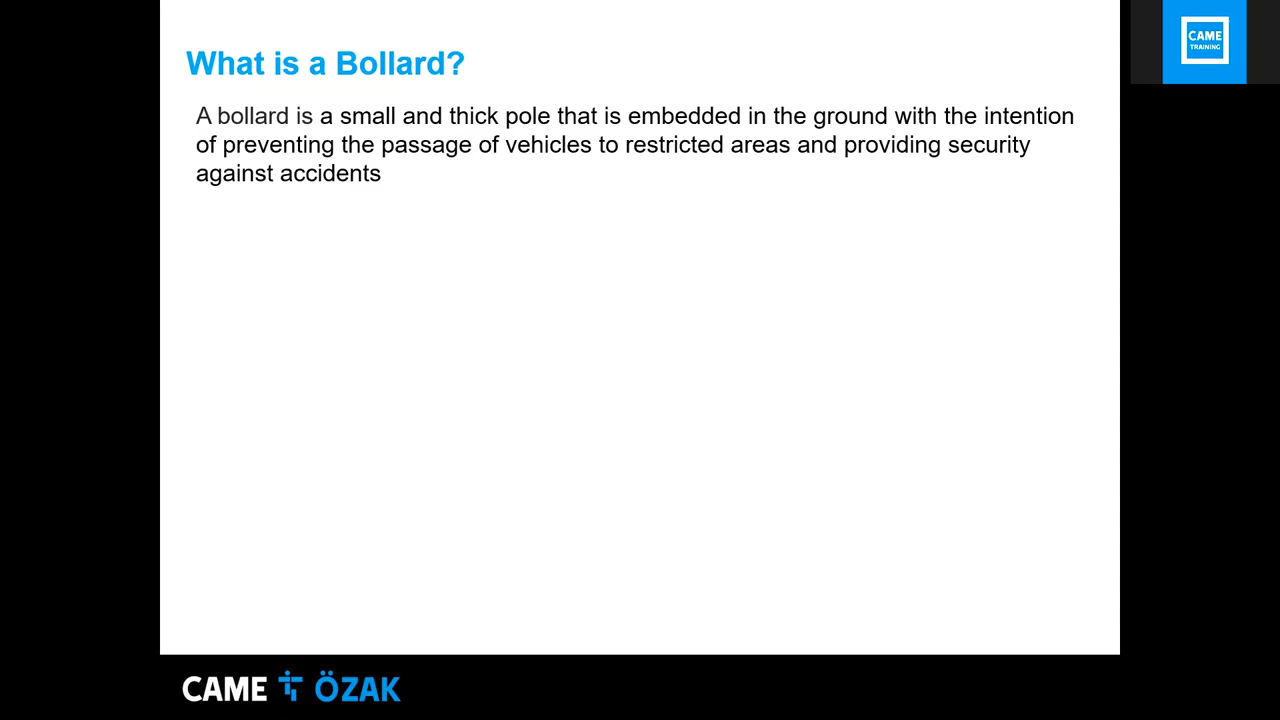 What is a Bollard?
A bollard is a small and thick pole that is embedded in the ground with the intention
of preventing the passage of vehicles to restricted areas and providing security
against accidents
CAME
TRAINING
CAME ÖZAK